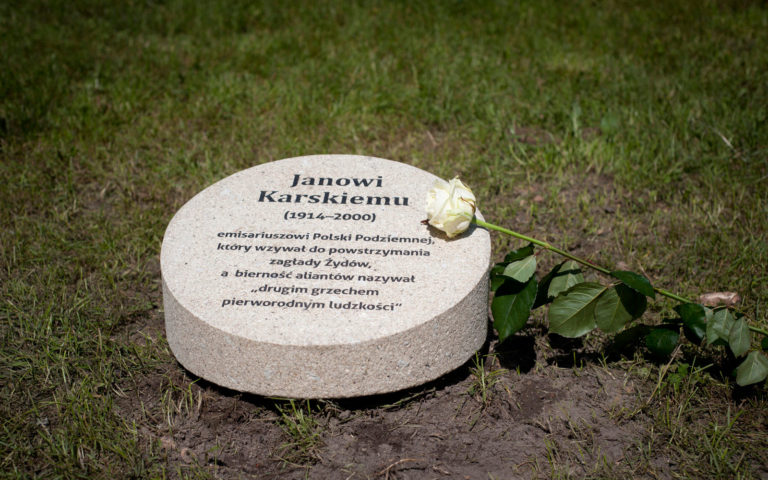 Janowi
Karskiemu
(1914–2000)
emisariuszowi Polski Podziemnej,
który wzywał do powstrzymania
zagłady Żydów,
a bierność aliantów nazywał
„drugim grzechem
pierworodnym ludzkości”